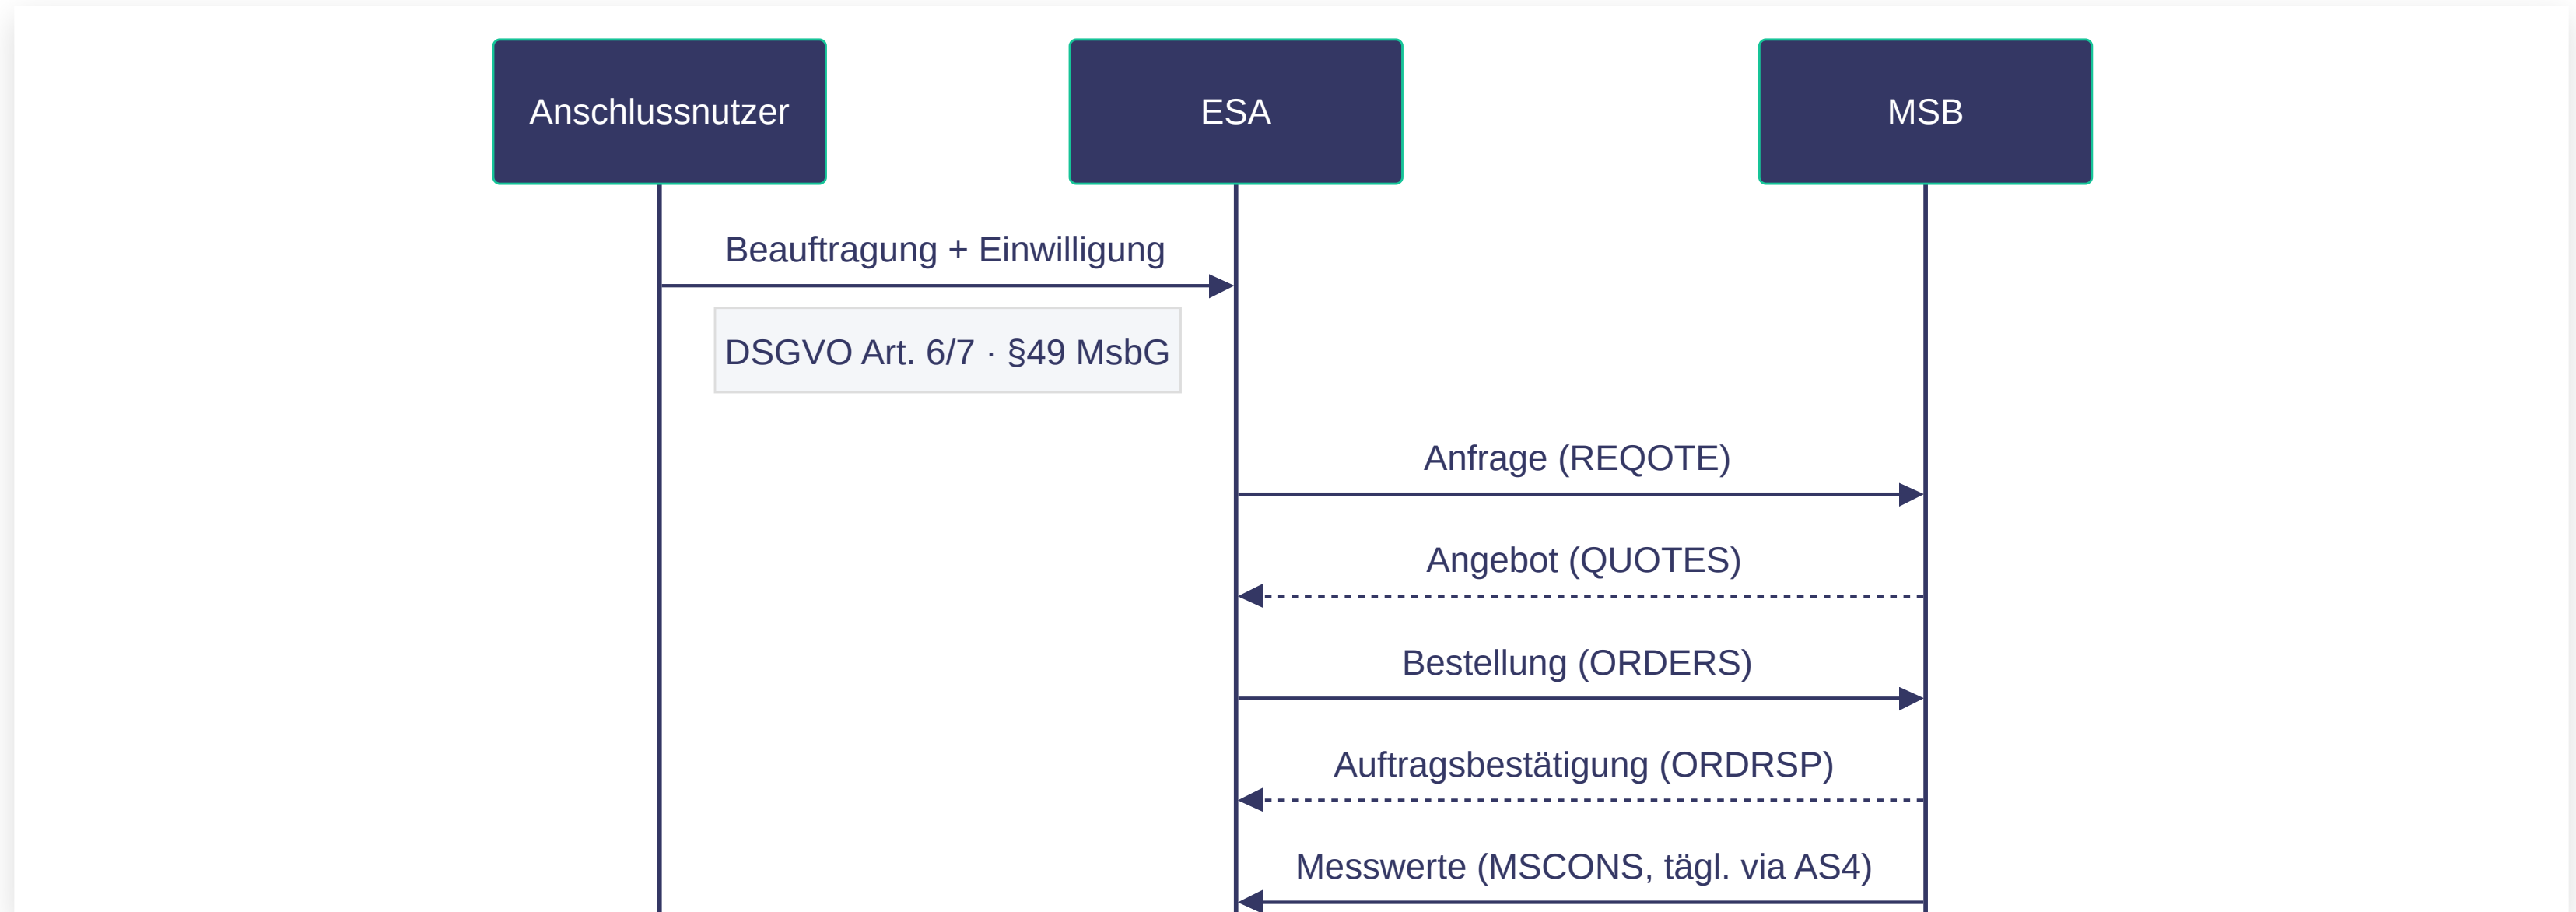 Anschlussnutzer
ESA
MSB
Beauftragung + Einwilligung
DSGVO Art. 6/7 · §49 MsbG
Anfrage (REQOTE)
Angebot (QUOTES)
Bestellung (ORDERS)
Auftragsbestätigung (ORDRSP)
Messwerte (MSCONS, tägl. via AS4)